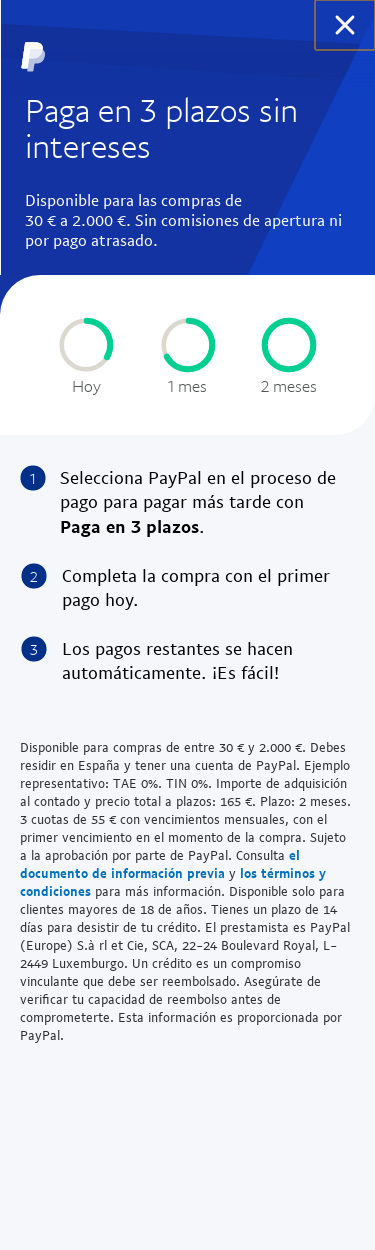 Paga en 3 plazos sin
intereses
Disponible para las compras de
30 € a 2.000 €. Sin comisiones de apertura ni
por pago atrasado.
Hoy 1 mes 2 meses
1 Selecciona PayPal en el proceso de
pago para pagar más tarde con
Paga en 3 plazos.
2 Completa la compra con el primer
pago hoy.
3 Los pagos restantes se hacen
automáticamente. ¡Es fácil!
Disponible para compras de entre 30 € y 2.000 €. Debes
residir en España y tener una cuenta de PayPal. Ejemplo
representativo: TAE 0%. TIN 0%. Importe de adquisición
al contado y precio total a plazos: 165 €. Plazo: 2 meses.
3 cuotas de 55 € con vencimientos mensuales, con el
primer vencimiento en el momento de la compra. Sujeto
a la aprobación por parte de PayPal. Consulta el
documento de información previa y los términos y
condiciones para más información. Disponible solo para
clientes mayores de 18 de años. Tienes un plazo de 14
días para desistir de tu crédito. El prestamista es PayPal
(Europe) S.à rl et Cie, SCA, 22-24 Boulevard Royal, L-
2449 Luxemburgo. Un crédito es un compromiso
vinculante que debe ser reembolsado. Asegúrate de
verificar tu capacidad de reembolso antes de
comprometerte. Esta información es proporcionada por
PayPal.